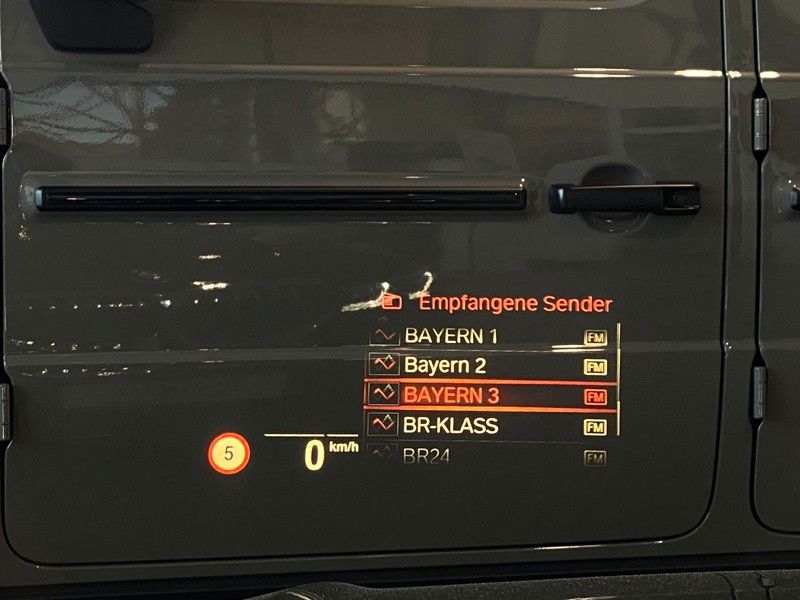 Empfangene Sender
BAYERN 1 FM
Bayern 2 FM
BAYERN 3 FM
BR-KLASS FM
BR24 FM
5 0 km/h